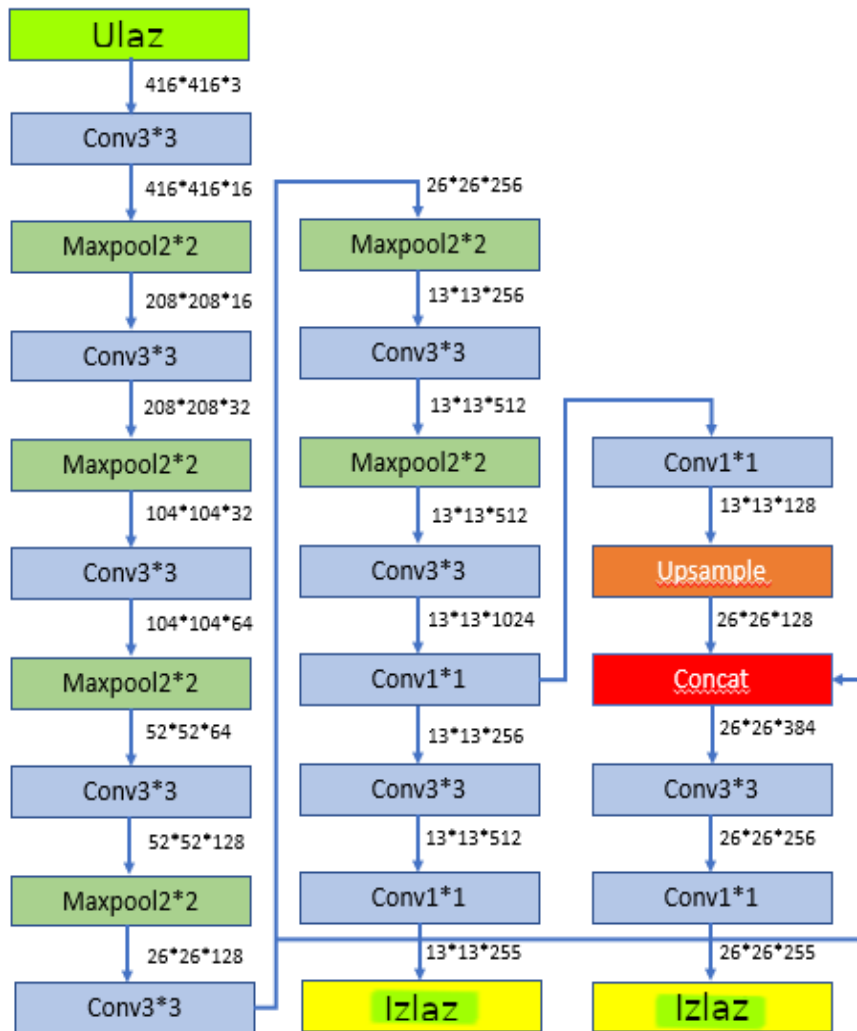 Ulaz
416*416*3
Conv3*3
416*416*16
Maxpool2*2
208*208*16
Conv3*3
208*208*32
Maxpool2*2
104*104*32
Conv3*3
104*104*64
Maxpool2*2
52*52*64
Conv3*3
52*52*128
Maxpool2*2
26*26*128
Conv3*3
26*26*256
Maxpool2*2
13*13*256
Conv3*3
13*13*512
Maxpool2*2
13*13*512
Conv3*3
13*13*1024
Conv1*1
13*13*256
Conv3*3
13*13*512
Conv1*1
13*13*255
Izlaz
Conv1*1
13*13*128
Upsample
26*26*128
Concat
26*26*384
Conv3*3
26*26*256
Conv1*1
26*26*255
Izlaz